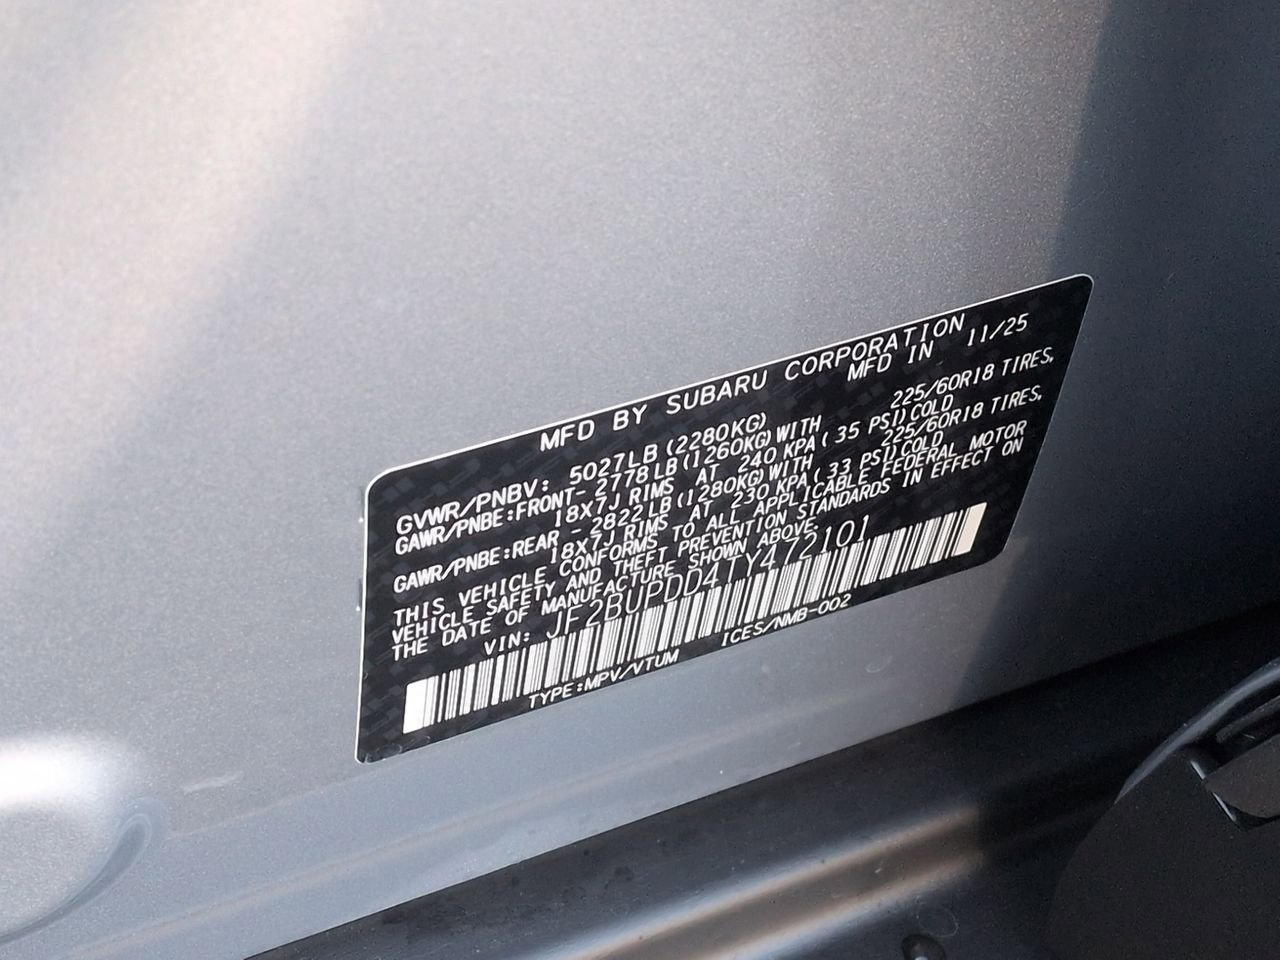 MFD BY SUBARU CORPORATION
MFD IN 11/25
GVWR/PNBV: 5027LB (2280KG)
GAWR/PNBE:FRONT- 2778LB (1260KG) WITH 225/60R18 TIRES,
18X7J RIMS AT 240 KPA ( 35 PSI) COLD
GAWR/PNBE:REAR - 2822LB (1280KG) WITH 225/60R18 TIRES,
18X7J RIMS AT 230 KPA ( 33 PSI) COLD
THIS VEHICLE CONFORMS TO ALL APPLICABLE FEDERAL MOTOR
VEHICLE SAFETY AND THEFT PREVENTION STANDARDS IN EFFECT ON
THE DATE OF MANUFACTURE SHOWN ABOVE.
VIN: JF2BUPDD4TY472101
TYPE:MPV/VTUM ICES/NMB-002